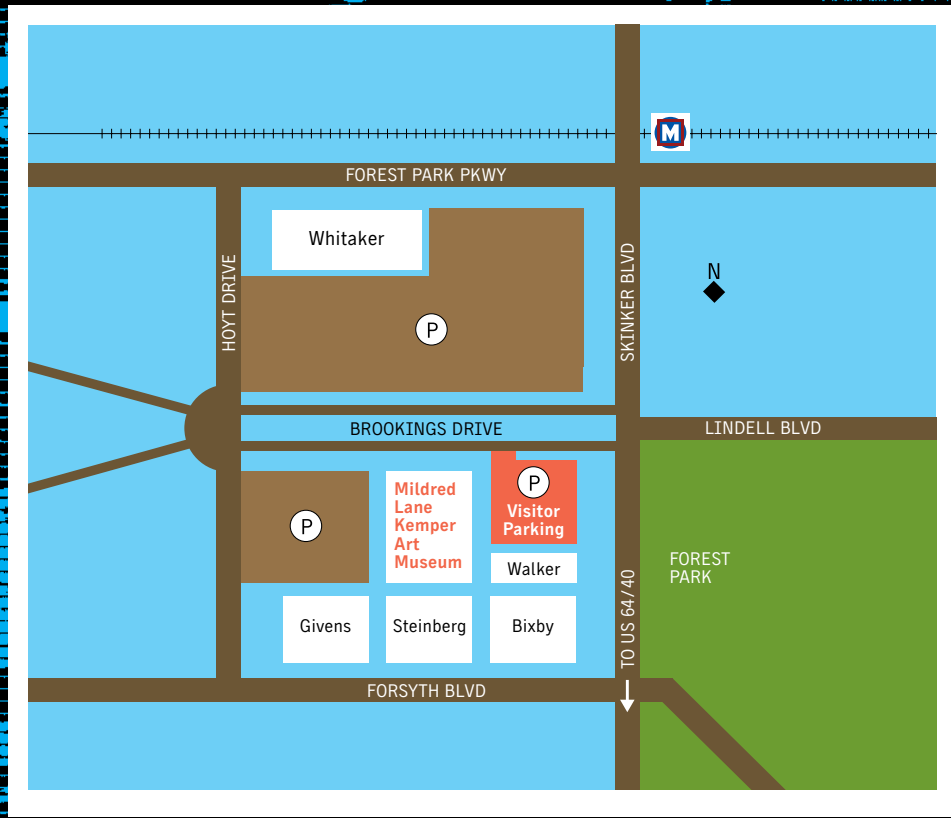 M
FOREST PARK PKWY
Whitaker
HOYT DRIVE
SKINKER BLVD
N
P
BROOKINGS DRIVE
LINDELL BLVD
Mildred
Lane
Kemper
Art
Museum
P
Visitor
Parking
P
Walker
FOREST
PARK
TO US 64/40
Givens
Steinberg
Bixby
FORSYTH BLVD